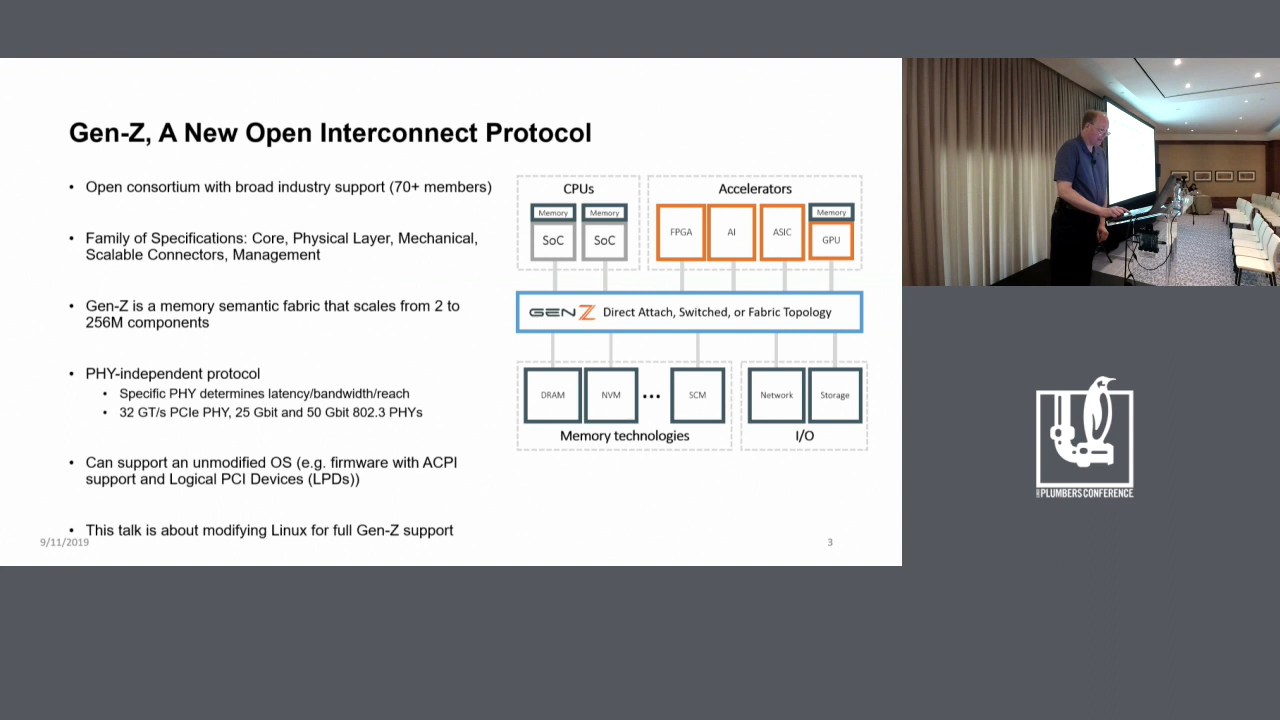 Gen-Z, A New Open Interconnect Protocol
• Open consortium with broad industry support (70+ members)
• Family of Specifications: Core, Physical Layer, Mechanical,
Scalable Connectors, Management
• Gen-Z is a memory semantic fabric that scales from 2 to
256M components
• PHY-independent protocol
• Specific PHY determines latency/bandwidth/reach
• 32 GT/s PCIe PHY, 25 Gbit and 50 Gbit 802.3 PHYs
• Can support an unmodified OS (e.g. firmware with ACPI
support and Logical PCI Devices (LPDs))
• This talk is about modifying Linux for full Gen-Z support
9/11/2019
3
CPUs
Memory
Memory
SoC
SoC
Accelerators
FPGA
AI
ASIC
Memory
GPU
GEN Z Direct Attach, Switched, or Fabric Topology
DRAM
NVM
•••
SCM
Memory technologies
Network
Storage
I/O
PLUMBERS CONFERENCE